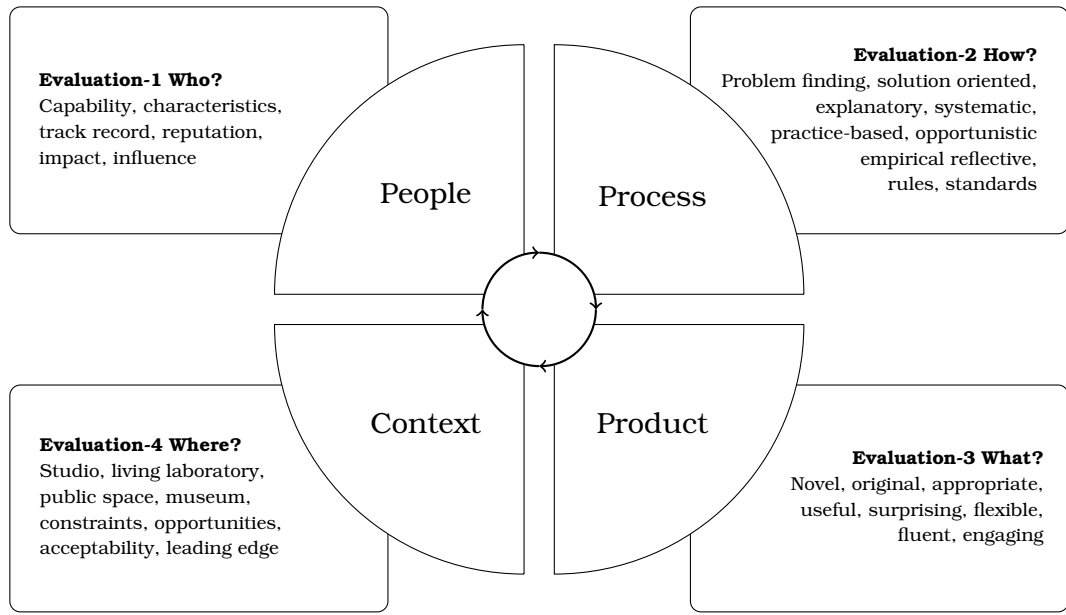 Evaluation-1 Who?
Capability, characteristics,
track record, reputation,
impact, influence
People
Evaluation-2 How?
Problem finding, solution oriented,
explanatory, systematic,
practice-based, opportunistic
empirical reflective,
rules, standards
Process
Evaluation-4 Where?
Studio, living laboratory,
public space, museum,
constraints, opportunities,
acceptability, leading edge
Context
Product
Evaluation-3 What?
Novel, original, appropriate,
useful, surprising, flexible,
fluent, engaging